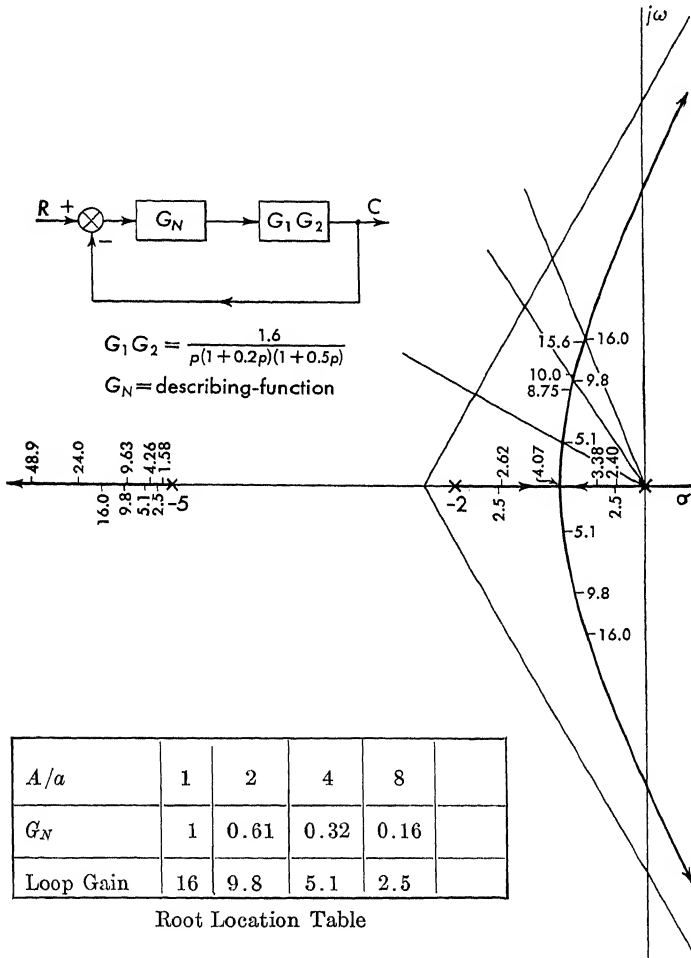 jω
R + − G_N G_1 G_2 C
G_1 G_2 = 1.6 / p(1+0.2p)(1+0.5p)
G_N = describing-function
15.6 16.0
10.0 9.8
8.75
5.1
48.9 24.0 9.63 4.26 1.58 2.62 4.07 3.38 2.40
16.0 9.8 5.1 2.5 −5 −2 2.5 2.5 σ
5.1
9.8
16.0
A/a 1 2 4 8
G_N 1 0.61 0.32 0.16
Loop Gain 16 9.8 5.1 2.5
Root Location Table